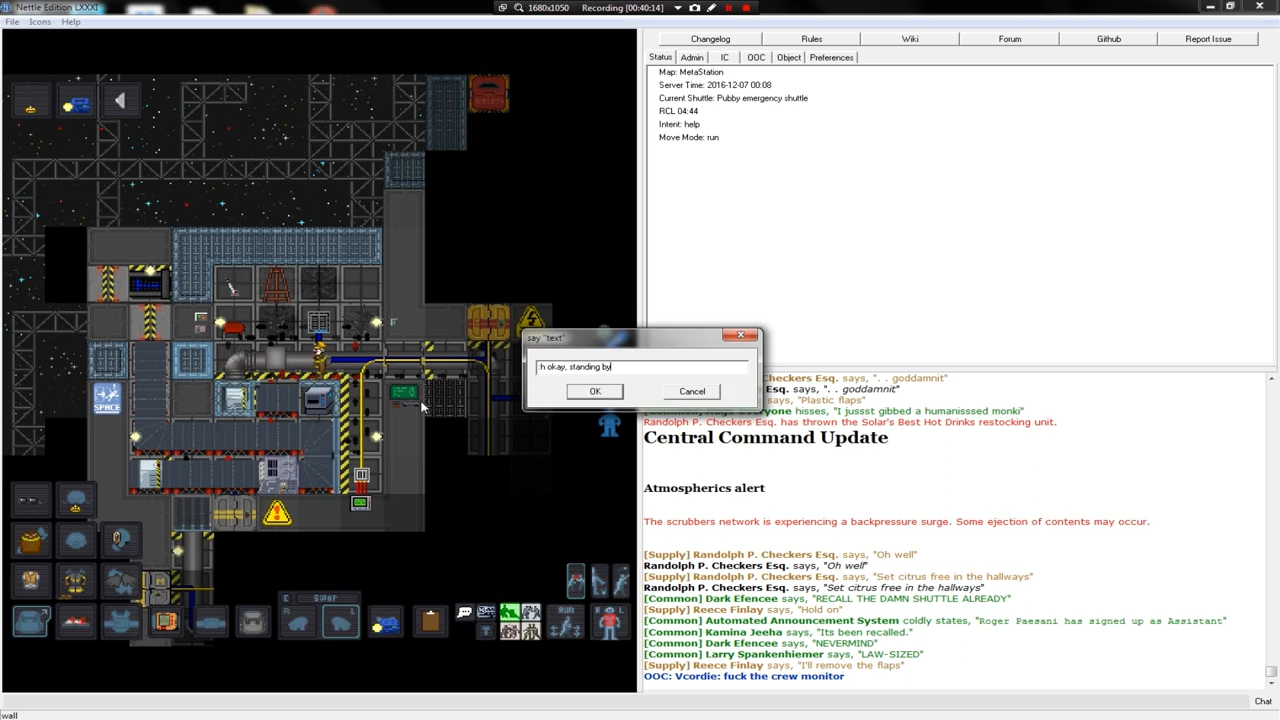 Nettle Edition LXXXI
1680x1050
Recording [00:40:14]
File Icons Help
Changelog Rules Wiki Forum Github Report Issue
Status Admin IC OOC Object Preferences
Map: MetaStation
Server Time: 2016-12-07 00:08
Current Shuttle: Pubby emergency shuttle
RCL 04:44
Intent: help
Move Mode: run
say "text"
:h okay, standing by
OK Cancel
SPACE
Checkers Esq. says, ". . goddamnit"
Esq. says, ". . goddamnit"
Checkers Esq. says, "Plastic flaps"
yone hisses, "I jussst gibbed a humanisssed monki"
Randolph P. Checkers Esq. has thrown the Solar's Best Hot Drinks restocking unit.
Central Command Update
Atmospherics alert
The scrubbers network is experiencing a backpressure surge. Some ejection of contents may occur.
[Supply] Randolph P. Checkers Esq. says, "Oh well"
Randolph P. Checkers Esq. says, "Oh well"
[Supply] Randolph P. Checkers Esq. says, "Set citrus free in the hallways"
Randolph P. Checkers Esq. says, "Set citrus free in the hallways"
[Common] Dark Efencee says, "RECALL THE DAMN SHUTTLE ALREADY"
[Supply] Reece Finlay says, "Hold on"
[Common] Automated Announcement System coldly states, "Roger Paesani has signed up as Assistant"
[Common] Kamina Jeeha says, "Its been recalled."
[Common] Dark Efencee says, "NEVERMIND"
[Common] Larry Spankenhiemer says, "LAW-SIZED"
[Supply] Reece Finlay says, "I'll remove the flaps"
OOC: Vcordie: fuck the crew monitor
SWAP
R L
RUN
Chat
wall